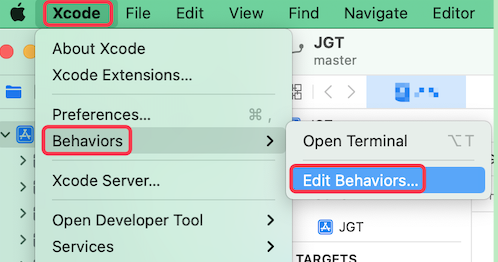 Xcode File Edit View Find Navigate Editor
JGT
master
About Xcode
Xcode Extensions...
Preferences... ⌘ ,
Behaviors
Open Terminal ⌥T
Xcode Server...
Edit Behaviors...
Open Developer Tool
JGT
Services
TARGETS